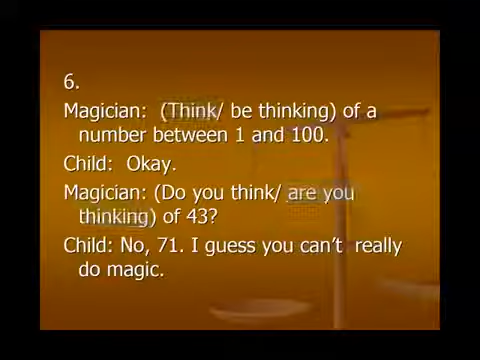 6.
Magician: (Think/ be thinking) of a
number between 1 and 100.
Child: Okay.
Magician: (Do you think/ are you
thinking) of 43?
Child: No, 71. I guess you can't really
do magic.